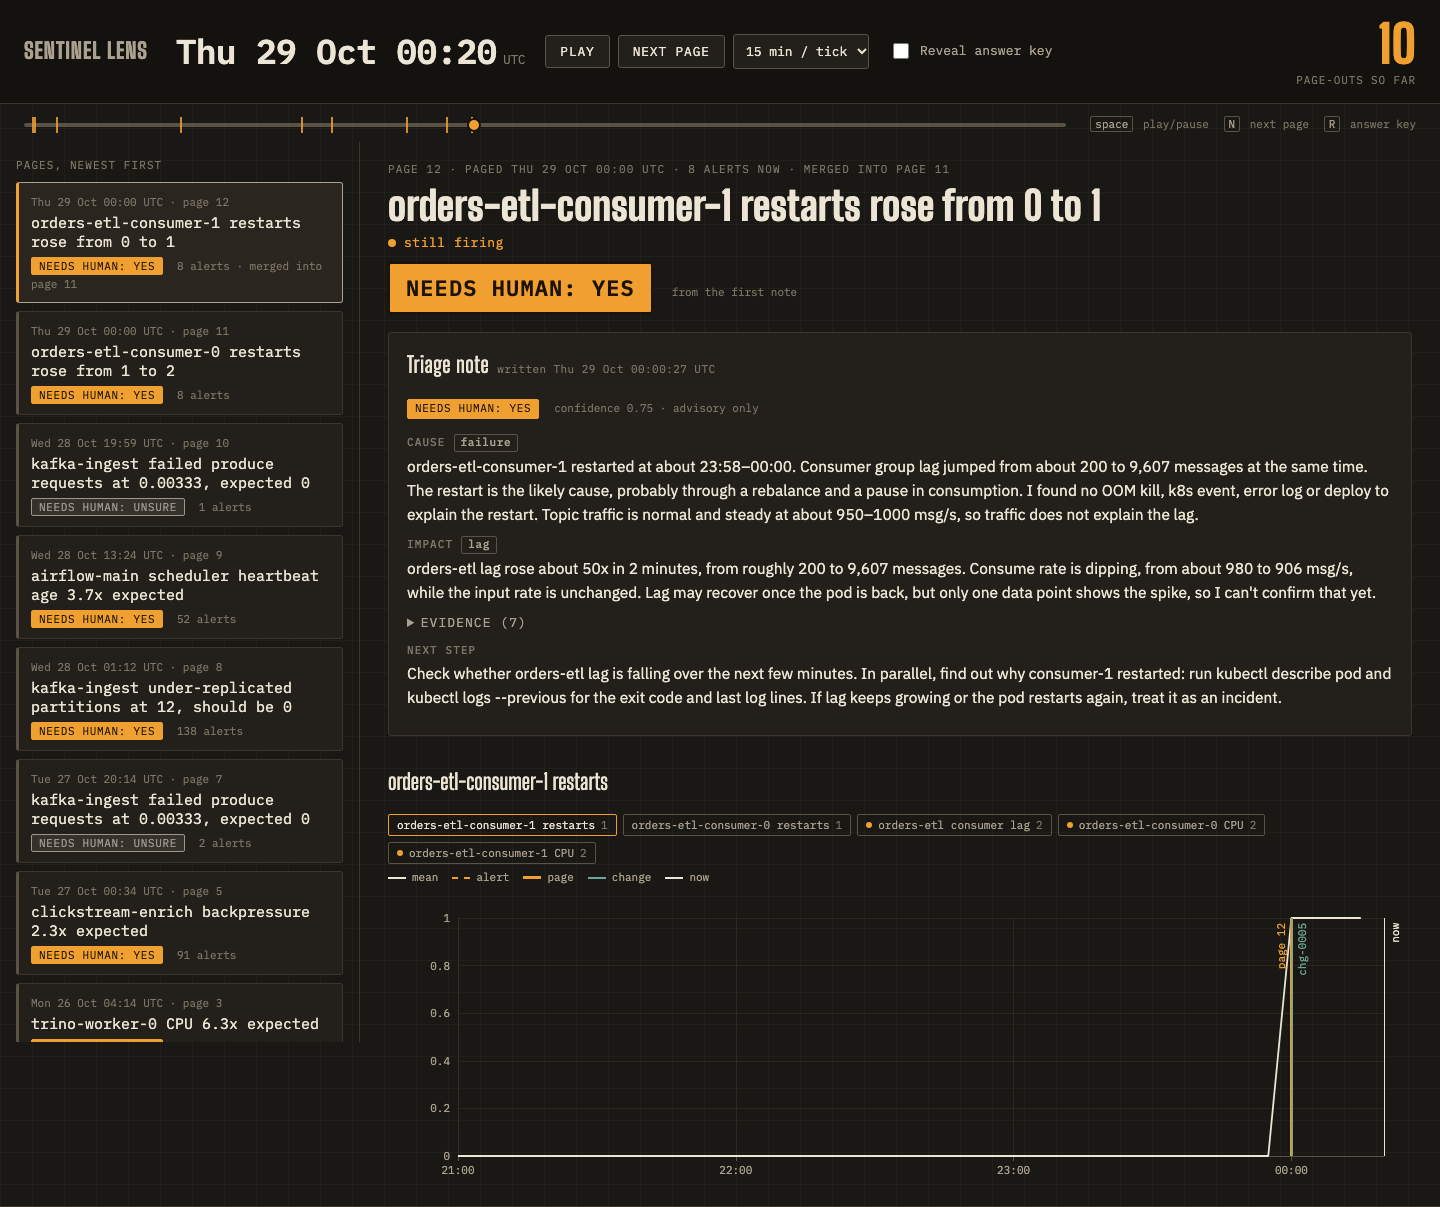 SENTINEL LENS
Thu 29 Oct 00:20 UTC
PLAY
NEXT PAGE
15 min / tick
Reveal answer key
10
PAGE-OUTS SO FAR
space play/pause N next page R answer key
PAGES, NEWEST FIRST
Thu 29 Oct 00:00 UTC · page 12
orders-etl-consumer-1 restarts
rose from 0 to 1
NEEDS HUMAN: YES 8 alerts · merged into
page 11
Thu 29 Oct 00:00 UTC · page 11
orders-etl-consumer-0 restarts
rose from 1 to 2
NEEDS HUMAN: YES 8 alerts
Wed 28 Oct 19:59 UTC · page 10
kafka-ingest failed produce
requests at 0.00333, expected 0
NEEDS HUMAN: UNSURE 1 alerts
Wed 28 Oct 13:24 UTC · page 9
airflow-main scheduler heartbeat
age 3.7x expected
NEEDS HUMAN: YES 52 alerts
Wed 28 Oct 01:12 UTC · page 8
kafka-ingest under-replicated
partitions at 12, should be 0
NEEDS HUMAN: YES 138 alerts
Tue 27 Oct 20:14 UTC · page 7
kafka-ingest failed produce
requests at 0.00333, expected 0
NEEDS HUMAN: UNSURE 2 alerts
Tue 27 Oct 00:34 UTC · page 5
clickstream-enrich backpressure
2.3x expected
NEEDS HUMAN: YES 91 alerts
Mon 26 Oct 04:14 UTC · page 3
trino-worker-0 CPU 6.3x expected
PAGE 12 · PAGED THU 29 OCT 00:00 UTC · 8 ALERTS NOW · MERGED INTO PAGE 11
orders-etl-consumer-1 restarts rose from 0 to 1
still firing
NEEDS HUMAN: YES from the first note
Triage note written Thu 29 Oct 00:00:27 UTC
NEEDS HUMAN: YES confidence 0.75 · advisory only
CAUSE failure
orders-etl-consumer-1 restarted at about 23:58–00:00. Consumer group lag jumped from about 200 to 9,607 messages at the same time.
The restart is the likely cause, probably through a rebalance and a pause in consumption. I found no OOM kill, k8s event, error log or deploy to
explain the restart. Topic traffic is normal and steady at about 950–1000 msg/s, so traffic does not explain the lag.
IMPACT lag
orders-etl lag rose about 50x in 2 minutes, from roughly 200 to 9,607 messages. Consume rate is dipping, from about 980 to 906 msg/s,
while the input rate is unchanged. Lag may recover once the pod is back, but only one data point shows the spike, so I can't confirm that yet.
EVIDENCE (7)
NEXT STEP
Check whether orders-etl lag is falling over the next few minutes. In parallel, find out why consumer-1 restarted: run kubectl describe pod and
kubectl logs --previous for the exit code and last log lines. If lag keeps growing or the pod restarts again, treat it as an incident.
orders-etl-consumer-1 restarts
orders-etl-consumer-1 restarts 1
orders-etl-consumer-0 restarts 1
orders-etl consumer lag 2
orders-etl-consumer-0 CPU 2
orders-etl-consumer-1 CPU 2
mean alert page change now
1
0.8
0.6
0.4
0.2
0
21:00
22:00
23:00
00:00
page 12
chg-0005
now